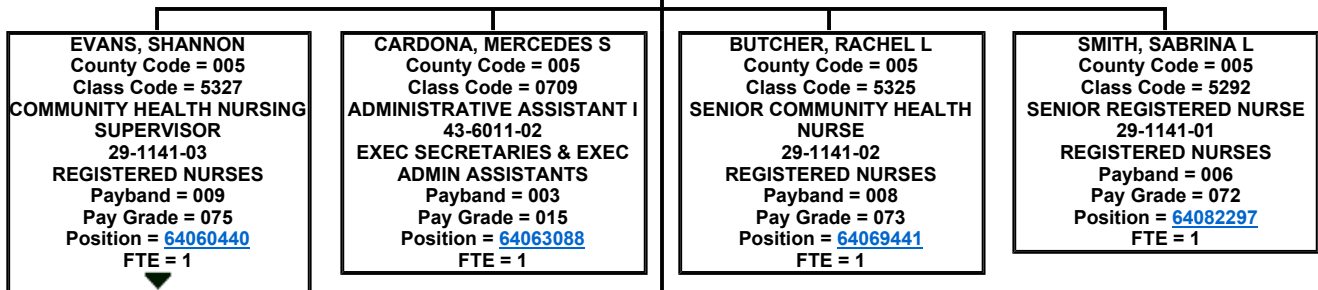 EVANS, SHANNON
County Code = 005
Class Code = 5327
COMMUNITY HEALTH NURSING
SUPERVISOR
29-1141-03
REGISTERED NURSES
Payband = 009
Pay Grade = 075
Position = 64060440
FTE = 1
CARDONA, MERCEDES S
County Code = 005
Class Code = 0709
ADMINISTRATIVE ASSISTANT I
43-6011-02
EXEC SECRETARIES & EXEC
ADMIN ASSISTANTS
Payband = 003
Pay Grade = 015
Position = 64063088
FTE = 1
BUTCHER, RACHEL L
County Code = 005
Class Code = 5325
SENIOR COMMUNITY HEALTH
NURSE
29-1141-02
REGISTERED NURSES
Payband = 008
Pay Grade = 073
Position = 64069441
FTE = 1
SMITH, SABRINA L
County Code = 005
Class Code = 5292
SENIOR REGISTERED NURSE
29-1141-01
REGISTERED NURSES
Payband = 006
Pay Grade = 072
Position = 64082297
FTE = 1